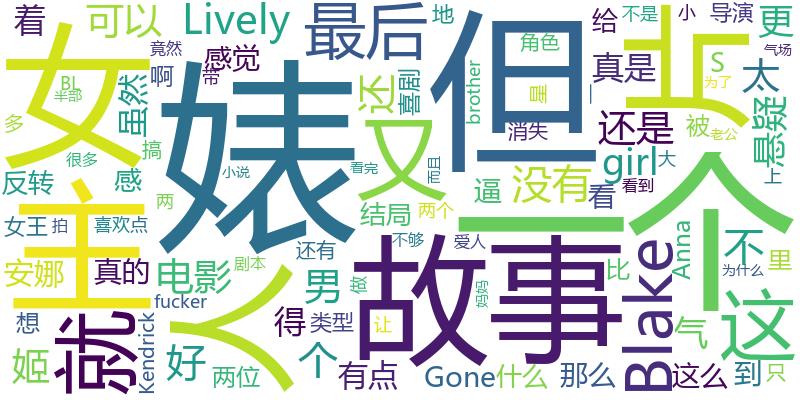 着
可以
Lively
最后
但
给
不是
小
导演
更
女
竟然
啊
感觉
带
BL
半部
虽然
多
很多
搞
反转
感
婊
还
喜剧
地
角色
brother
星
一
消失
真是
S
太
气场
为了
还是
被
老公
悬疑
又
没有
girl
大
上
小说
看完
而且
逼
看
看到
女王
拍
喜欢点
两
主
结局
两个
一个
安娜
真的
电影
还有
不够
爱人
比
Anna
不
里
为什么
fucker
剧本
男
做
故事
妈妈
Blake
这
想
就
Kendrick
人
得
类型
让
气
姬
好
两位
个
有点
Gone
什么
那么
这么
到
只